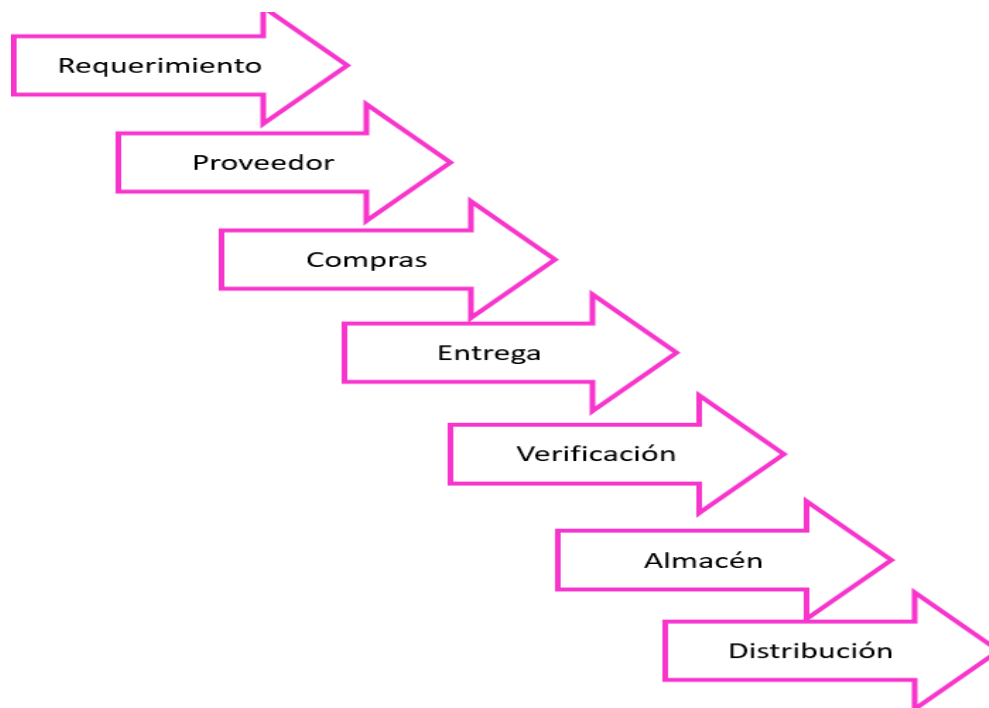 Requerimiento
Proveedor
Compras
Entrega
Verificación
Almacén
Distribución